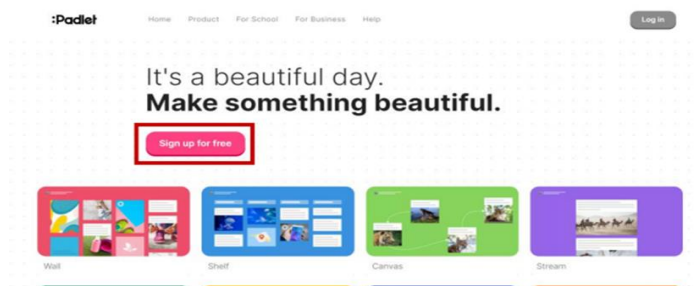 :Padlet
Home Product For School For Business Help
Log in
It's a beautiful day.
Make something beautiful.
Sign up for free
Wall Shelf Canvas Stream